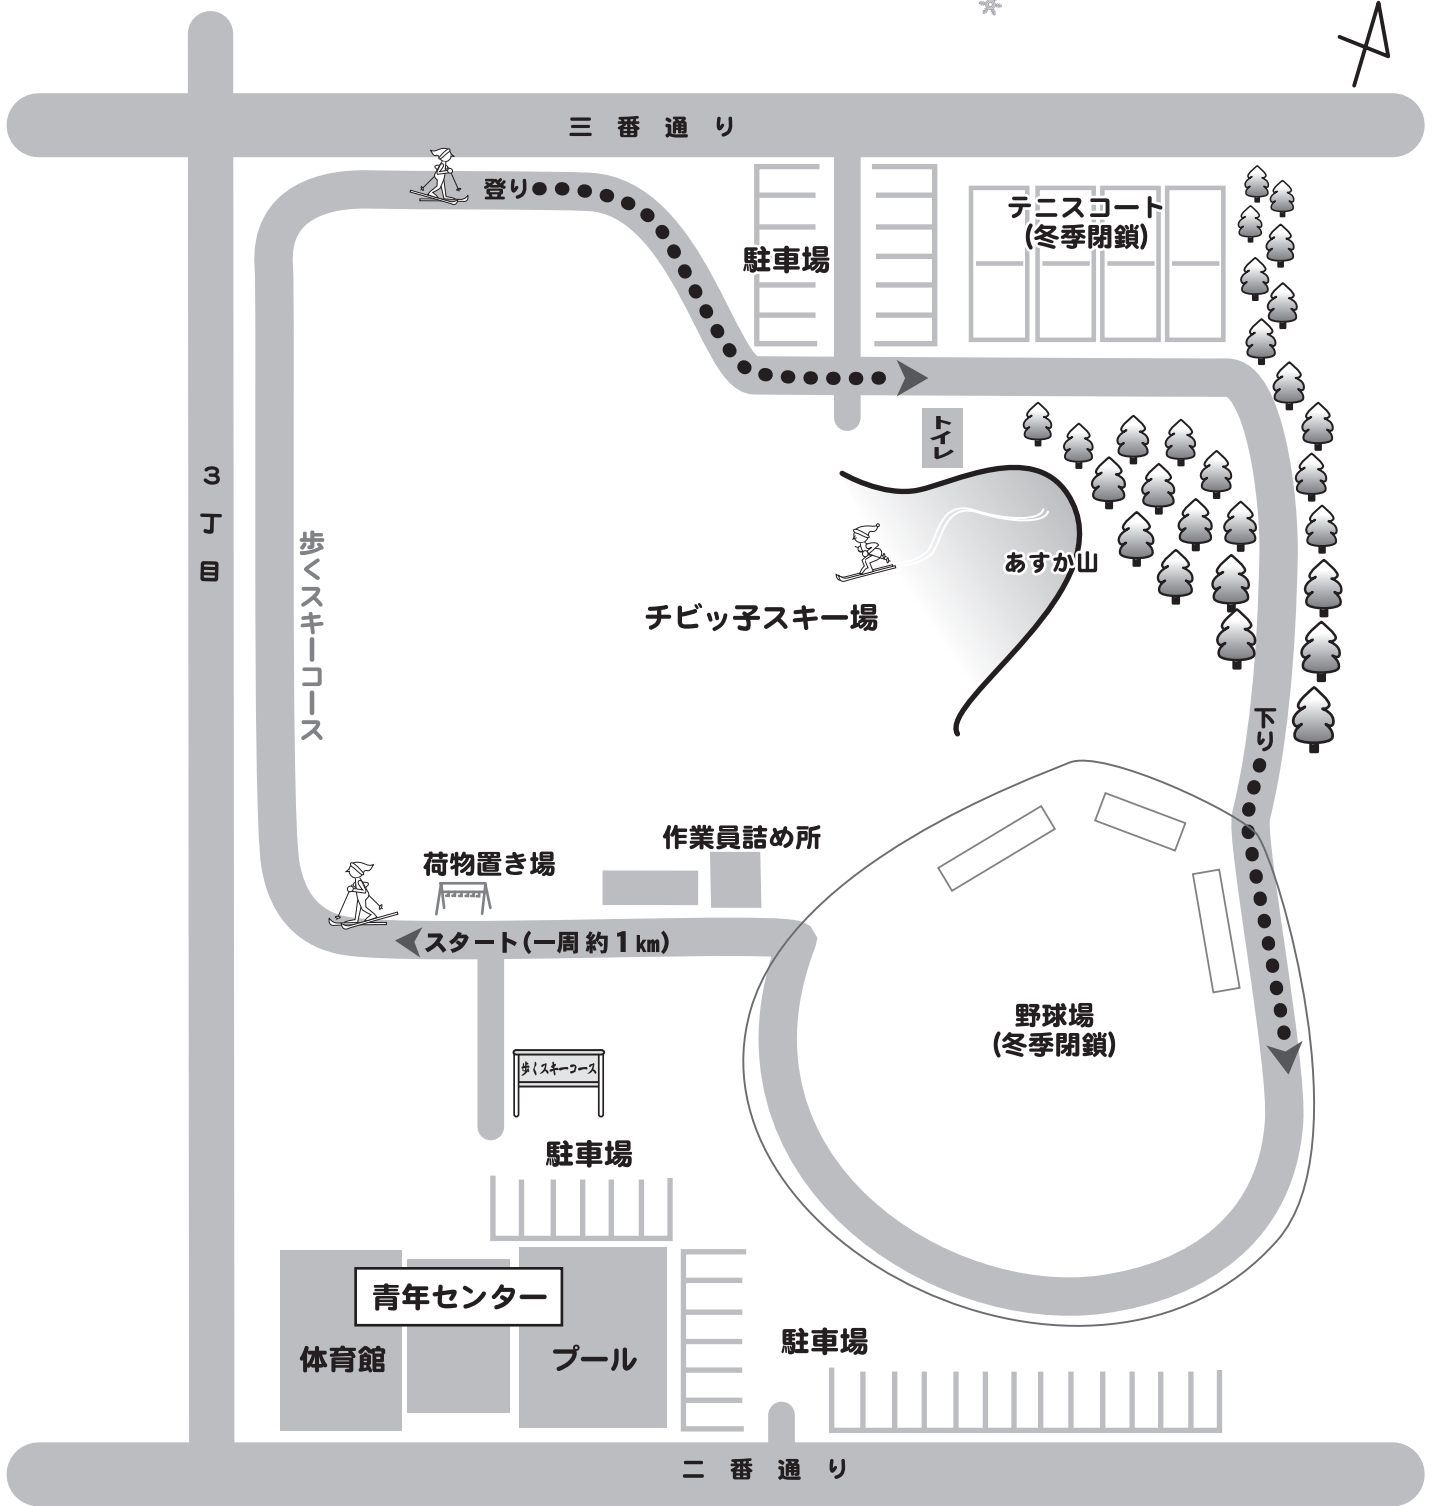 三番通り
登り
テニスコート
(冬季閉鎖)
駐車場
トイレ
3丁目
歩くスキーコース
あすか山
チビッ子スキー場
下り
作業員詰め所
荷物置き場
スタート(一周 約1km)
野球場
(冬季閉鎖)
歩くスキーコース
駐車場
青年センター
体育館
プール
駐車場
二番通り